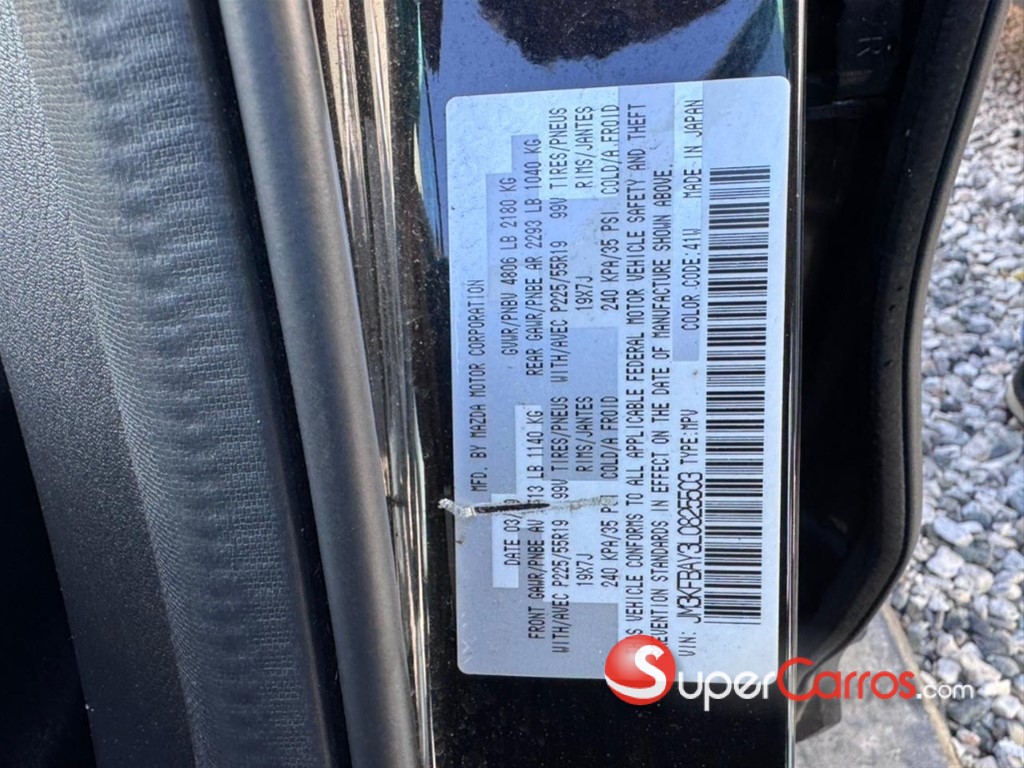 MFD. BY MAZDA MOTOR CORPORATION
DATE 03/ GVWR/PNBV 4806 LB 2180 KG
FRONT GAWR/PNBE AV 513 LB 1140 KG REAR GAWR/PNBE AR 2293 LB 1040 KG
WITH/AVEC P225/55R19 99V TIRES/PNEUS WITH/AVEC P225/55R19 99V TIRES/PNEUS
19X7J RIMS/JANTES 19X7J RIMS/JANTES
240 KPA/35 PSI COLD/A FROID 240 KPA/35 PSI COLD/A FROID
S VEHICLE CONFORMS TO ALL APPLICABLE FEDERAL MOTOR VEHICLE SAFETY AND THEFT
EVENTION STANDARDS IN EFFECT ON THE DATE OF MANUFACTURE SHOWN ABOVE.
VIN: JM3KFBAY3L0825503 TYPE:MPV COLOR CODE:41W MADE IN JAPAN
R
S SUPERCARROS.com